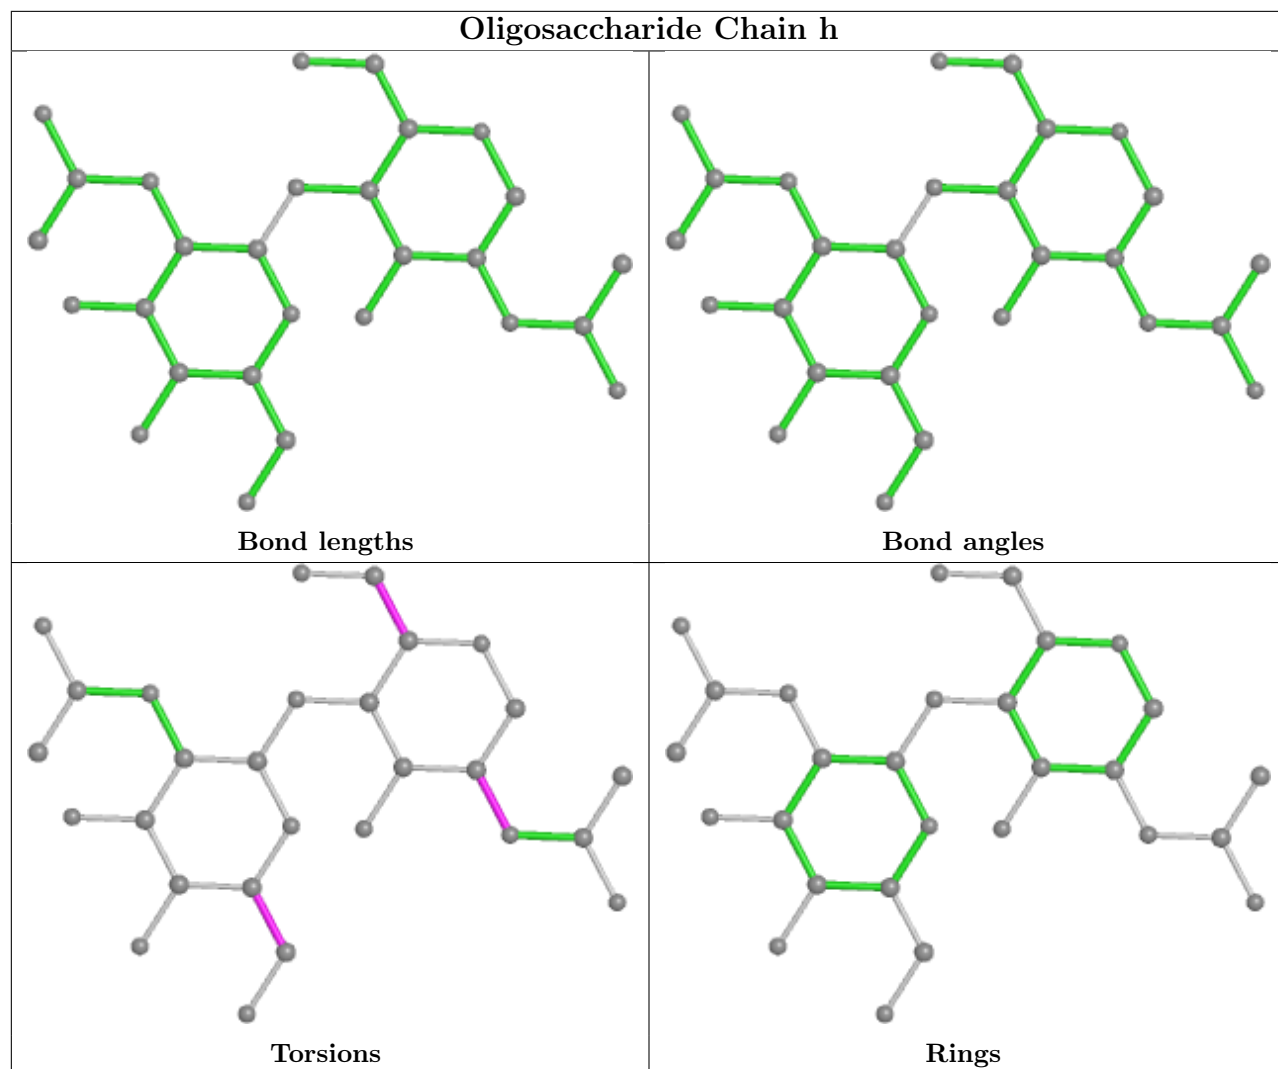 Oligosaccharide Chain h
Bond lengths
Bond angles
Torsions
Rings